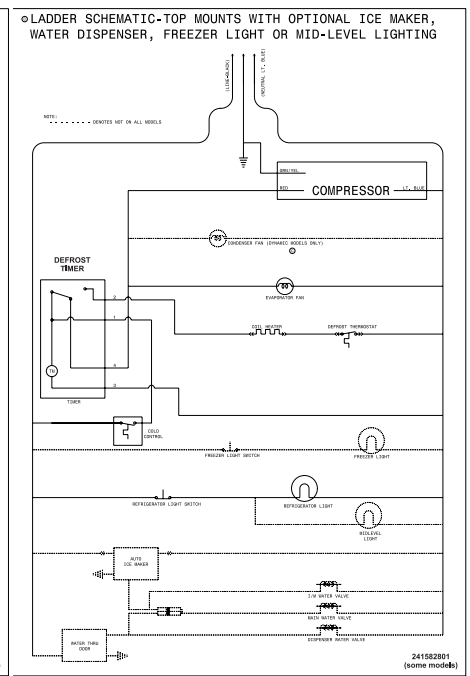 LADDER SCHEMATIC-TOP MOUNTS WITH OPTIONAL ICE MAKER,
WATER DISPENSER, FREEZER LIGHT OR MID-LEVEL LIGHTING
(LINE-BLACK)
(NEUTRAL LT. BLUE)
NOTE:
- - - - - - - DENOTES NOT ON ALL MODELS
GRN/YEL
RED
COMPRESSOR
LT. BLUE
CONDENSER FAN (DYNAMIC MODELS ONLY)
DEFROST
TIMER
EVAPORATOR FAN
2
1
COIL HEATER
DEFROST THERMOSTAT
4
TM
3
TIMER
COLD
CONTROL
FREEZER LIGHT SWITCH
FREEZER LIGHT
REFRIGERATOR LIGHT SWITCH
REFRIGERATOR LIGHT
MIDLEVEL
LIGHT
AUTO
ICE MAKER
I/M WATER VALVE
MAIN WATER VALVE
WATER THRU
DOOR
DISPENSER WATER VALVE
241582801
(some models)